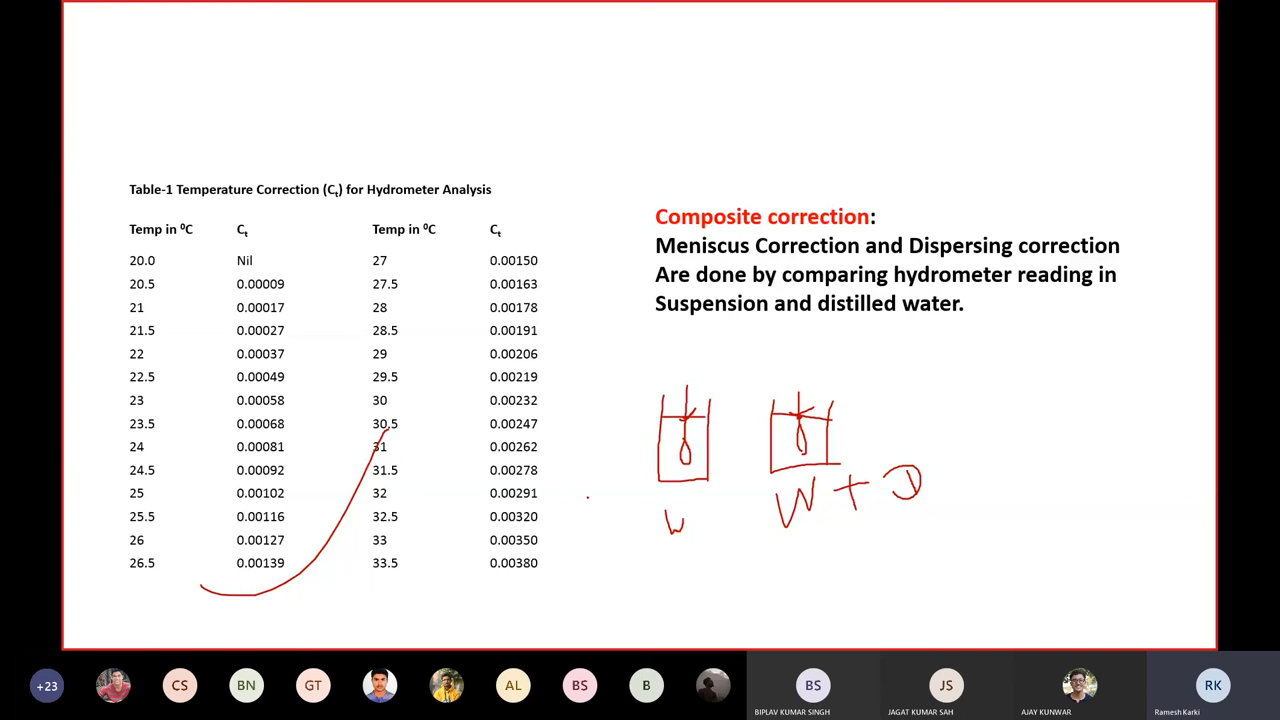 Table-1 Temperature Correction (Ct) for Hydrometer Analysis
Temp in ⁰C Ct Temp in ⁰C Ct
20.0 Nil 27 0.00150
20.5 0.00009 27.5 0.00163
21 0.00017 28 0.00178
21.5 0.00027 28.5 0.00191
22 0.00037 29 0.00206
22.5 0.00049 29.5 0.00219
23 0.00058 30 0.00232
23.5 0.00068 30.5 0.00247
24 0.00081 31 0.00262
24.5 0.00092 31.5 0.00278
25 0.00102 32 0.00291
25.5 0.00116 32.5 0.00320
26 0.00127 33 0.00350
26.5 0.00139 33.5 0.00380
Composite correction:
Meniscus Correction and Dispersing correction
Are done by comparing hydrometer reading in
Suspension and distilled water.
W W + D
+23 CS BN GT AL BS B BS JS RK
BIPLAV KUMAR SINGH JAGAT KUMAR SAH AJAY KUNWAR Ramesh Karki